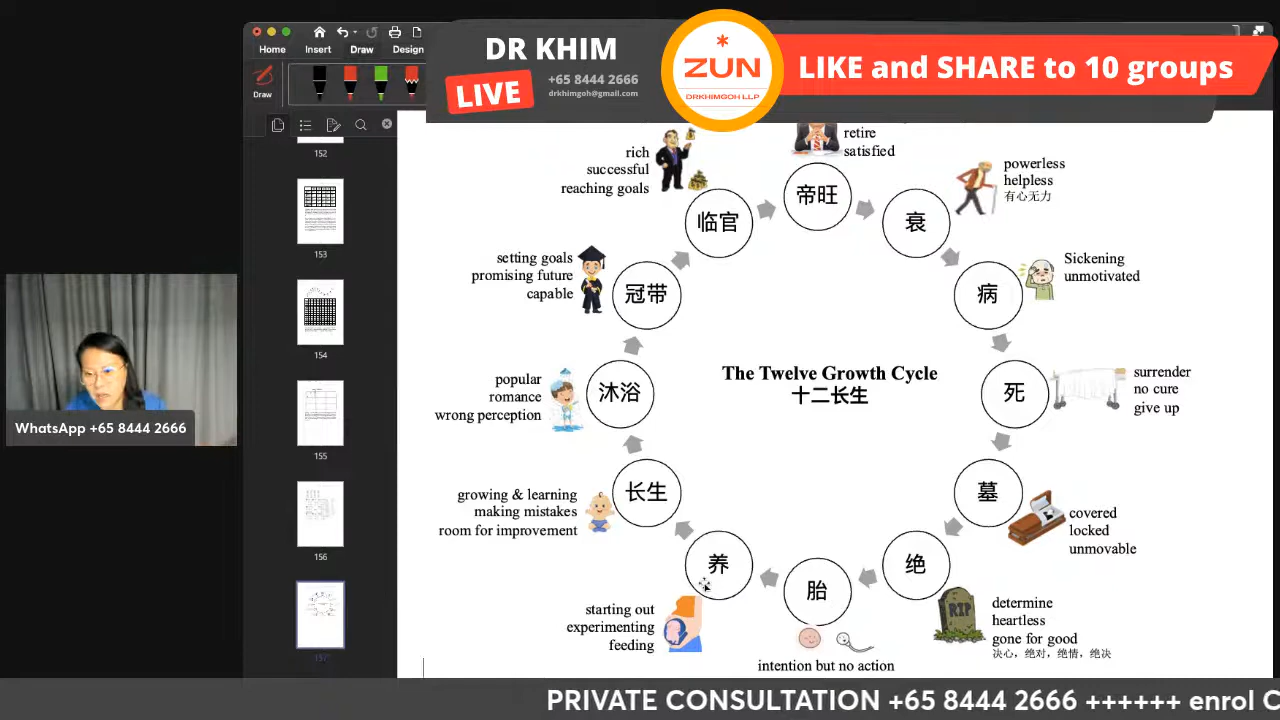 Home Insert Draw Design
DR KHIM
LIVE
+65 8444 2666
drkhimgoh@gmail.com
ZUN
DRKHIMGOH LLP
LIKE and SHARE to 10 groups
Draw
152
153
154
155
156
157
WhatsApp +65 8444 2666
retire
satisfied
帝旺
rich
successful
reaching goals
临官
powerless
helpless
有心无力
衰
setting goals
promising future
capable
冠带
Sickening
unmotivated
病
The Twelve Growth Cycle
十二长生
popular
romance
wrong perception
沐浴
surrender
no cure
give up
死
growing & learning
making mistakes
room for improvement
长生
covered
locked
unmovable
墓
starting out
experimenting
feeding
养
胎
intention but no action
绝
determine
heartless
gone for good
决心，绝对，绝情，绝决
RIP
PRIVATE CONSULTATION +65 8444 2666 ++++++ enrol C